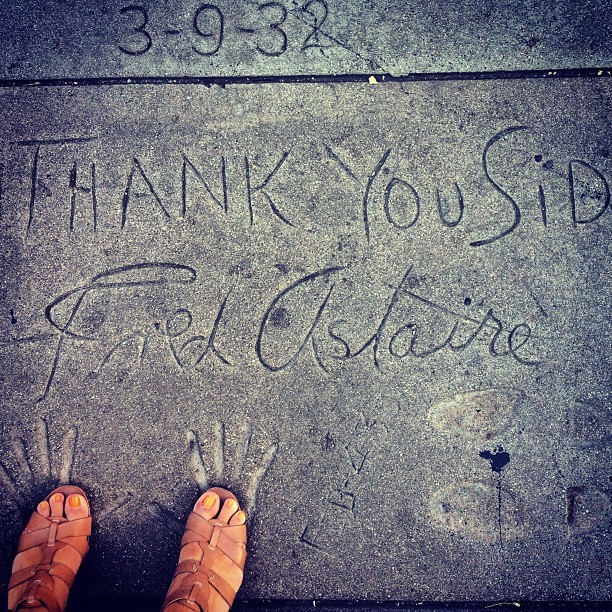 3-9-32
THANK YOU SID
Fred Astaire